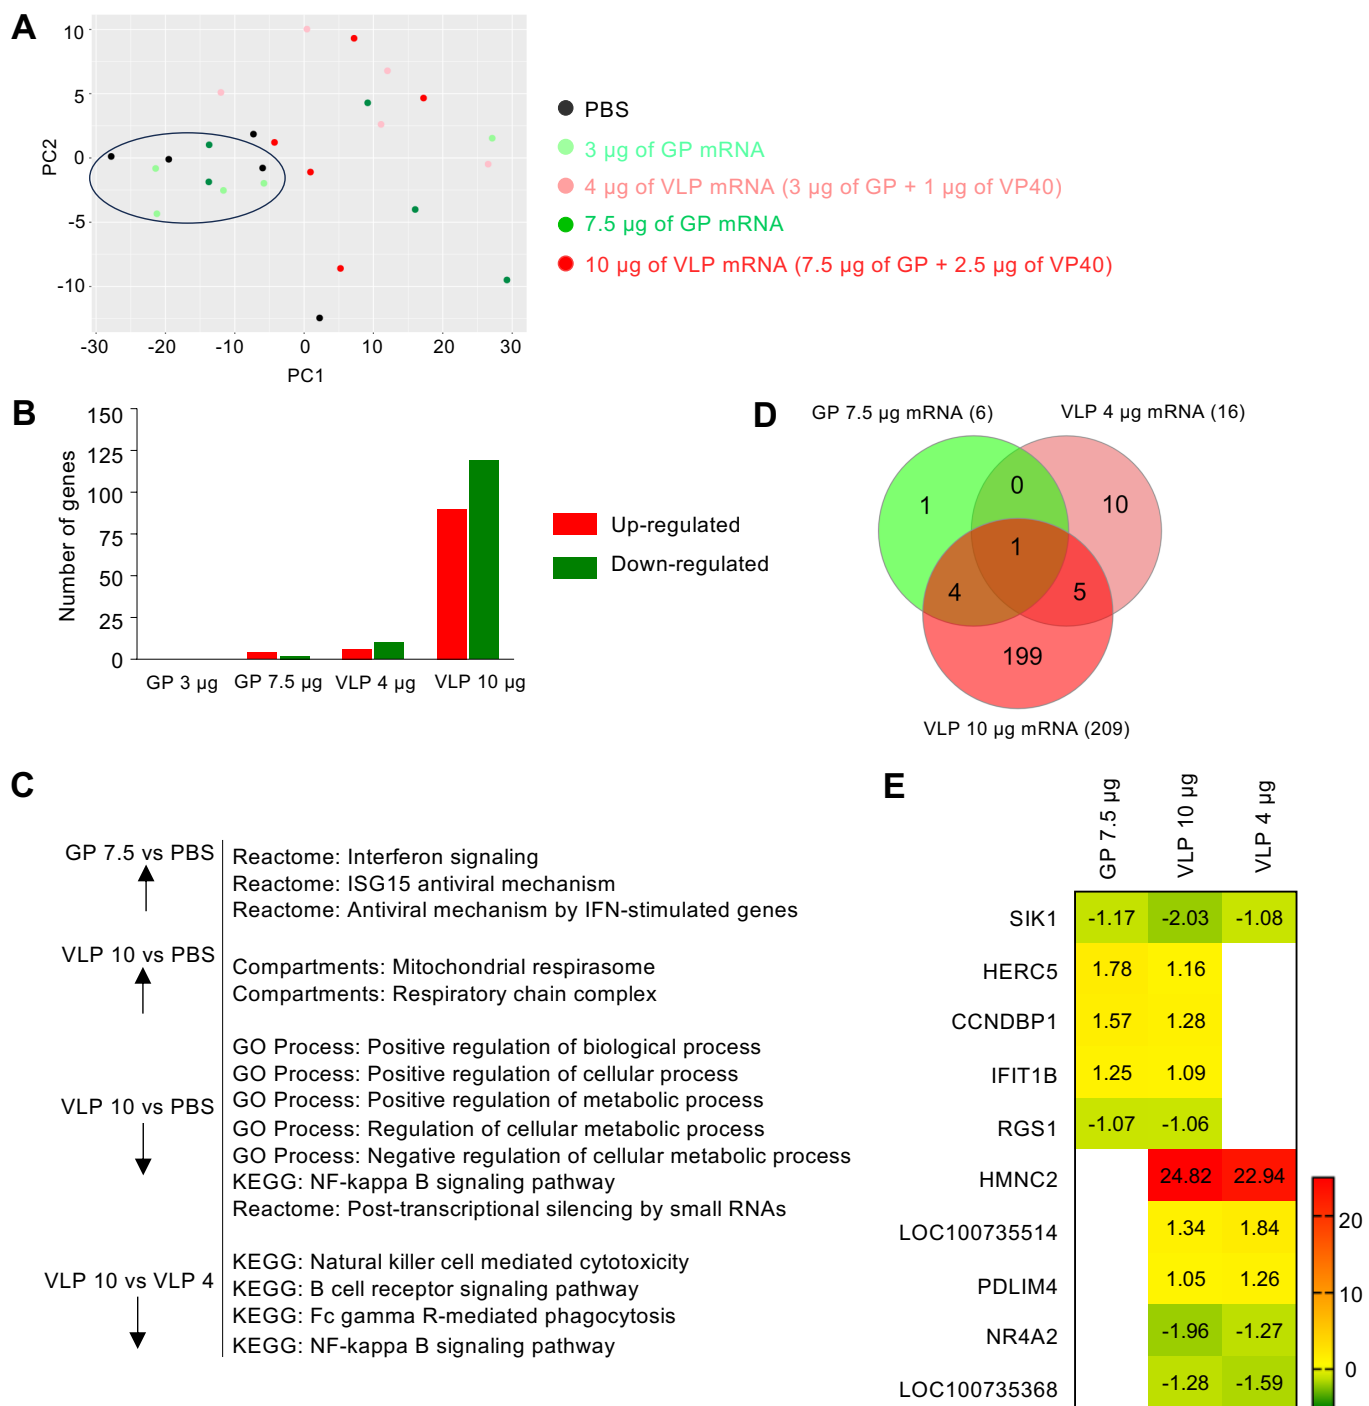 A
10
5
0
-5
-10
PC2
-30 -20 -10 0 10 20 30
PC1
PBS
3 µg of GP mRNA
4 µg of VLP mRNA (3 µg of GP + 1 µg of VP40)
7.5 µg of GP mRNA
10 µg of VLP mRNA (7.5 µg of GP + 2.5 µg of VP40)
B
150
125
100
75
50
25
0
Number of genes
GP 3 µg GP 7.5 µg VLP 4 µg VLP 10 µg
Up-regulated
Down-regulated
D
GP 7.5 µg mRNA (6) VLP 4 µg mRNA (16)
0
1 10
1
4 5
199
VLP 10 µg mRNA (209)
C
GP 7.5 vs PBS
Reactome: Interferon signaling
Reactome: ISG15 antiviral mechanism
Reactome: Antiviral mechanism by IFN-stimulated genes
VLP 10 vs PBS
Compartments: Mitochondrial respirasome
Compartments: Respiratory chain complex
VLP 10 vs PBS
GO Process: Positive regulation of biological process
GO Process: Positive regulation of cellular process
GO Process: Positive regulation of metabolic process
GO Process: Regulation of cellular metabolic process
GO Process: Negative regulation of cellular metabolic process
KEGG: NF-kappa B signaling pathway
Reactome: Post-transcriptional silencing by small RNAs
VLP 10 vs VLP 4
KEGG: Natural killer cell mediated cytotoxicity
KEGG: B cell receptor signaling pathway
KEGG: Fc gamma R-mediated phagocytosis
KEGG: NF-kappa B signaling pathway
E
GP 7.5 µg
VLP 10 µg
VLP 4 µg
SIK1 -1.17 -2.03 -1.08
HERC5 1.78 1.16
CCNDBP1 1.57 1.28
IFIT1B 1.25 1.09
RGS1 -1.07 -1.06
HMNC2 24.82 22.94
LOC100735514 1.34 1.84
PDLIM4 1.05 1.26
NR4A2 -1.96 -1.27
LOC100735368 -1.28 -1.59
20
10
0